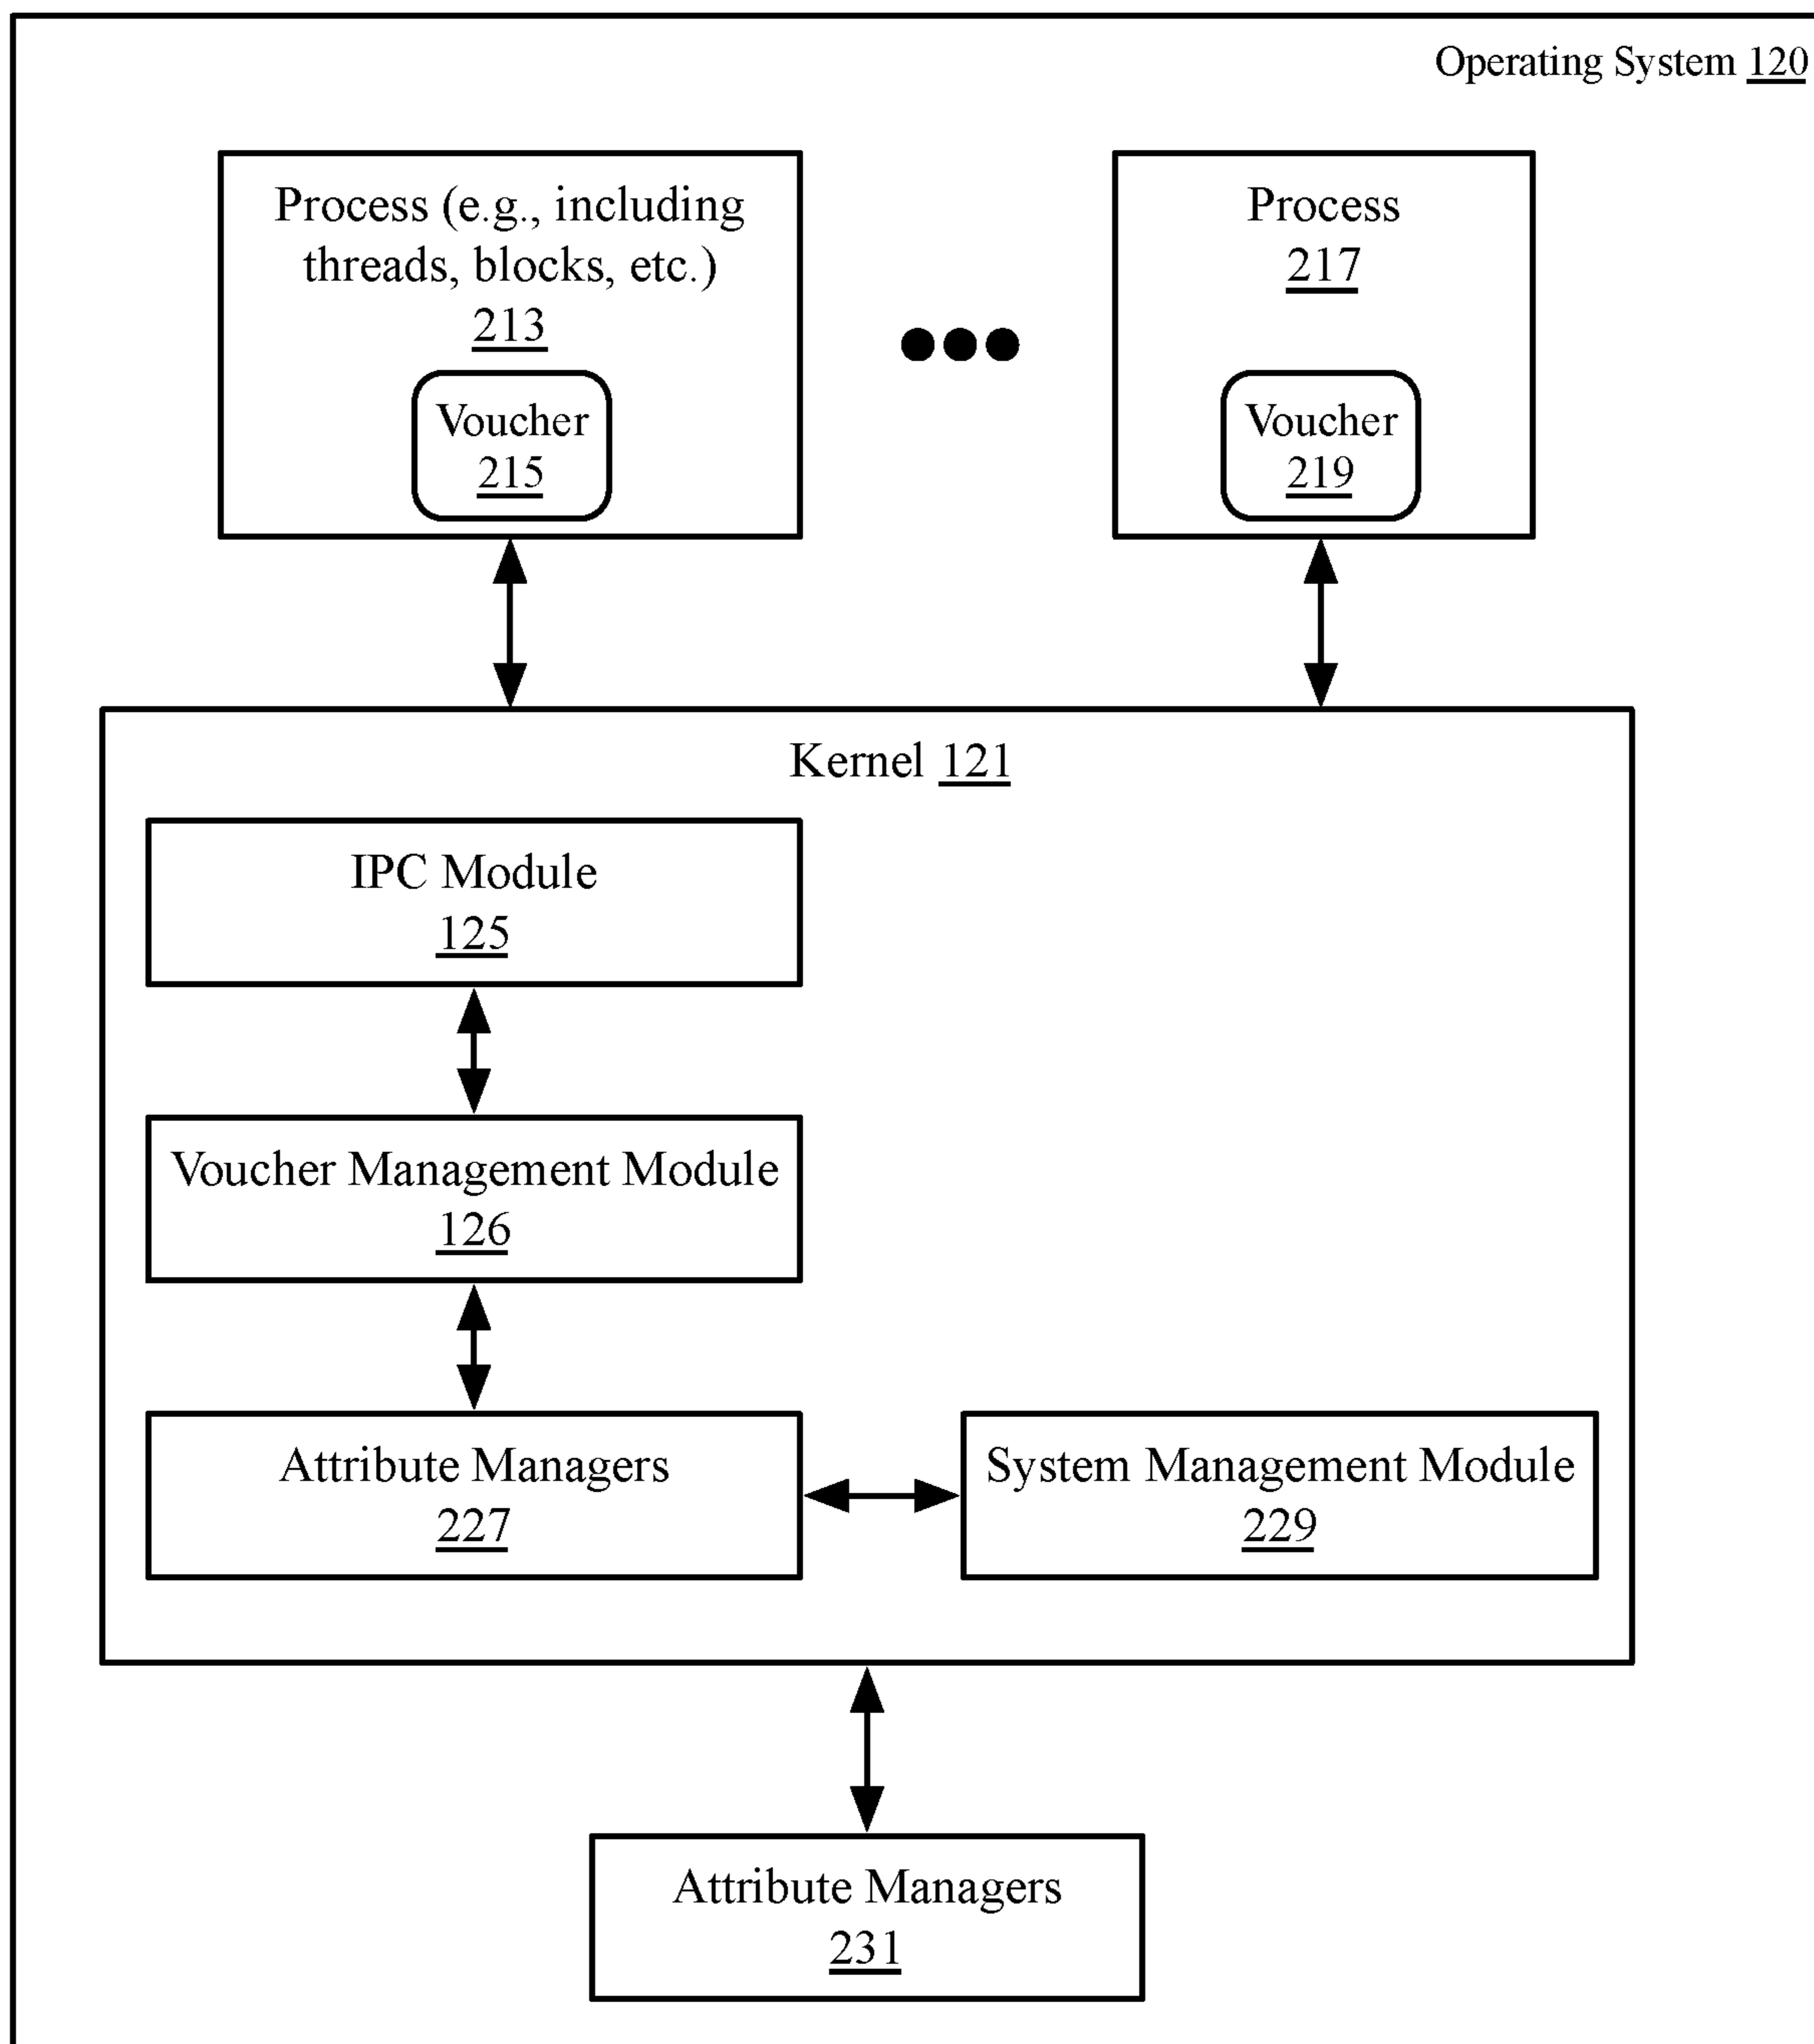 Operating System 120
Process (e.g., including
threads, blocks, etc.)
213
Voucher
215
Process
217
Voucher
219
Kernel 121
IPC Module
125
Voucher Management Module
126
Attribute Managers
227
System Management Module
229
Attribute Managers
231